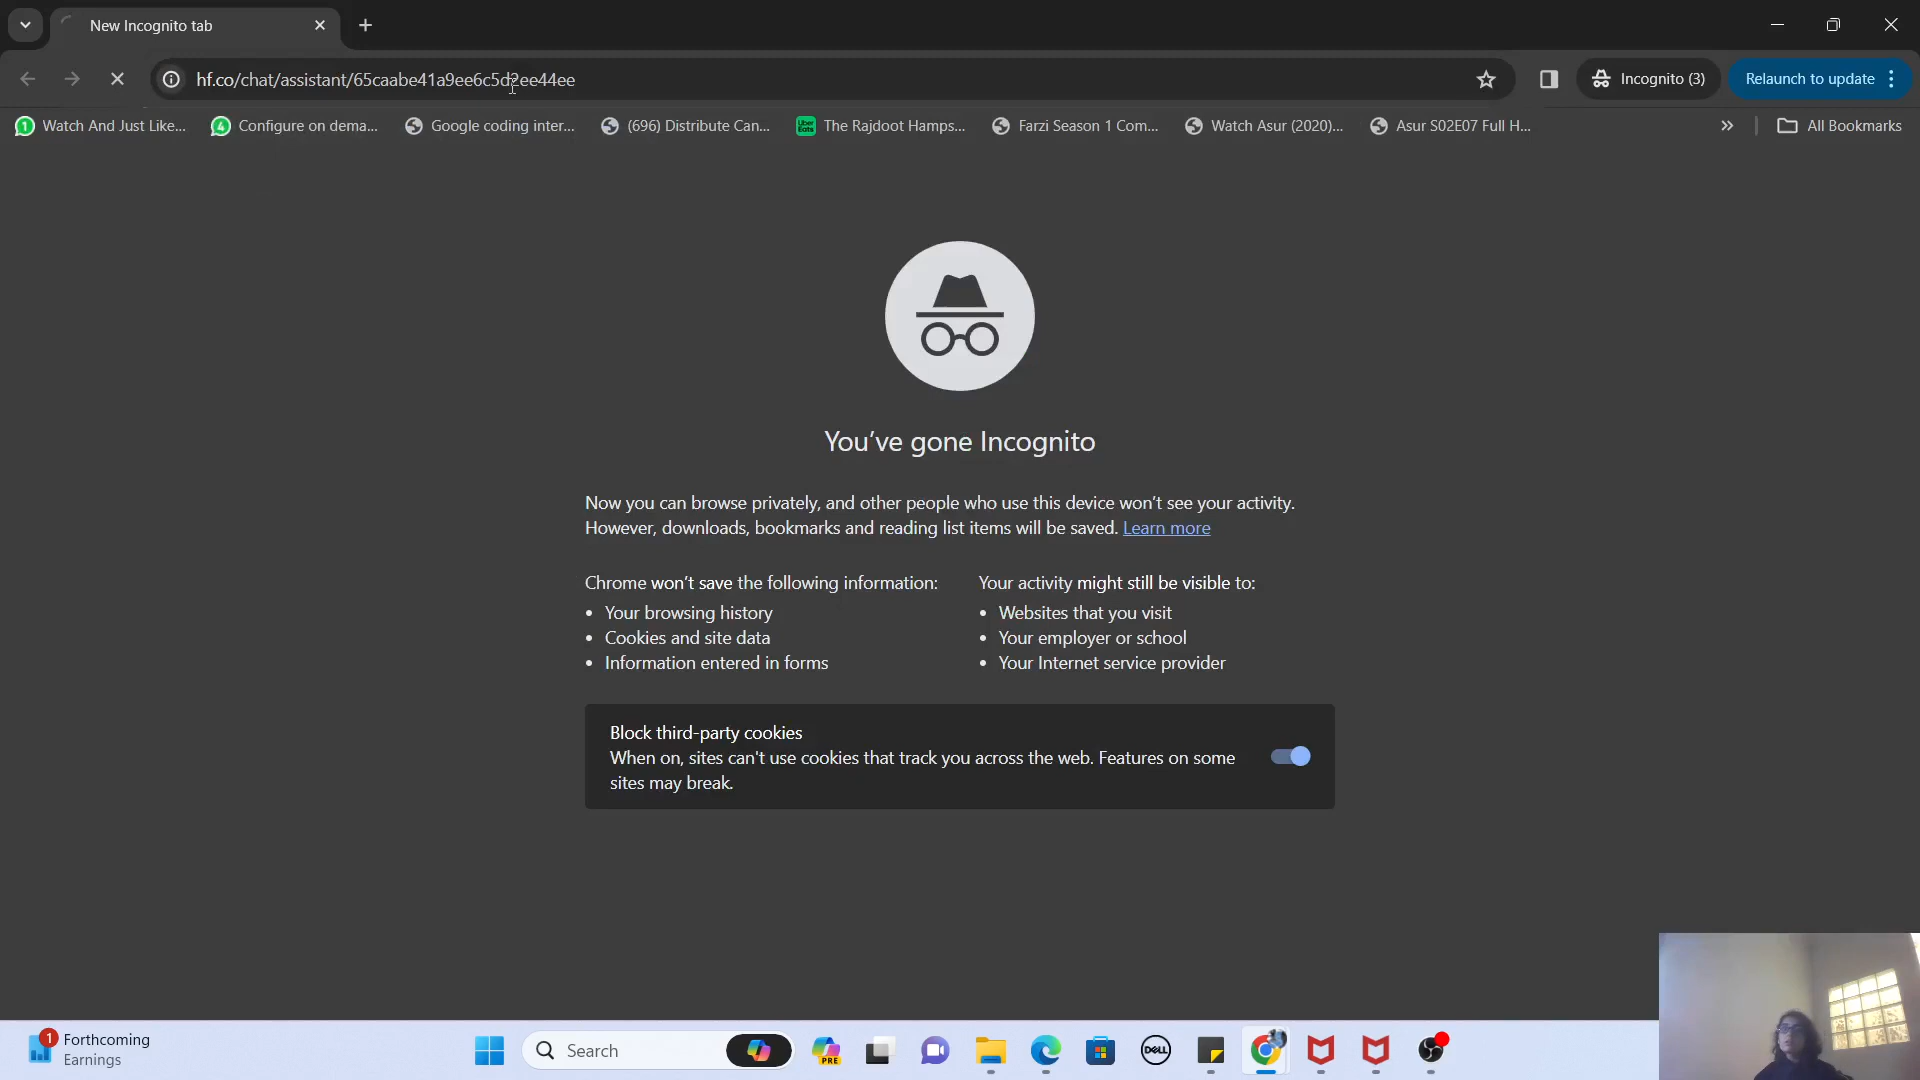 New Incognito tab
hf.co/chat/assistant/65caabe41a9ee6c5d2ee44ee
Incognito (3)
Relaunch to update
1 Watch And Just Like...
4 Configure on dema...
Google coding inter...
(696) Distribute Can...
Uber Eats The Rajdoot Hamps...
Farzi Season 1 Com...
Watch Asur (2020)...
Asur S02E07 Full H...
»
All Bookmarks
You've gone Incognito
Now you can browse privately, and other people who use this device won't see your activity.
However, downloads, bookmarks and reading list items will be saved. Learn more
Chrome won't save the following information:
• Your browsing history
• Cookies and site data
• Information entered in forms
Your activity might still be visible to:
• Websites that you visit
• Your employer or school
• Your Internet service provider
Block third-party cookies
When on, sites can't use cookies that track you across the web. Features on some
sites may break.
1
Forthcoming
Earnings
Search
PRE
DELL